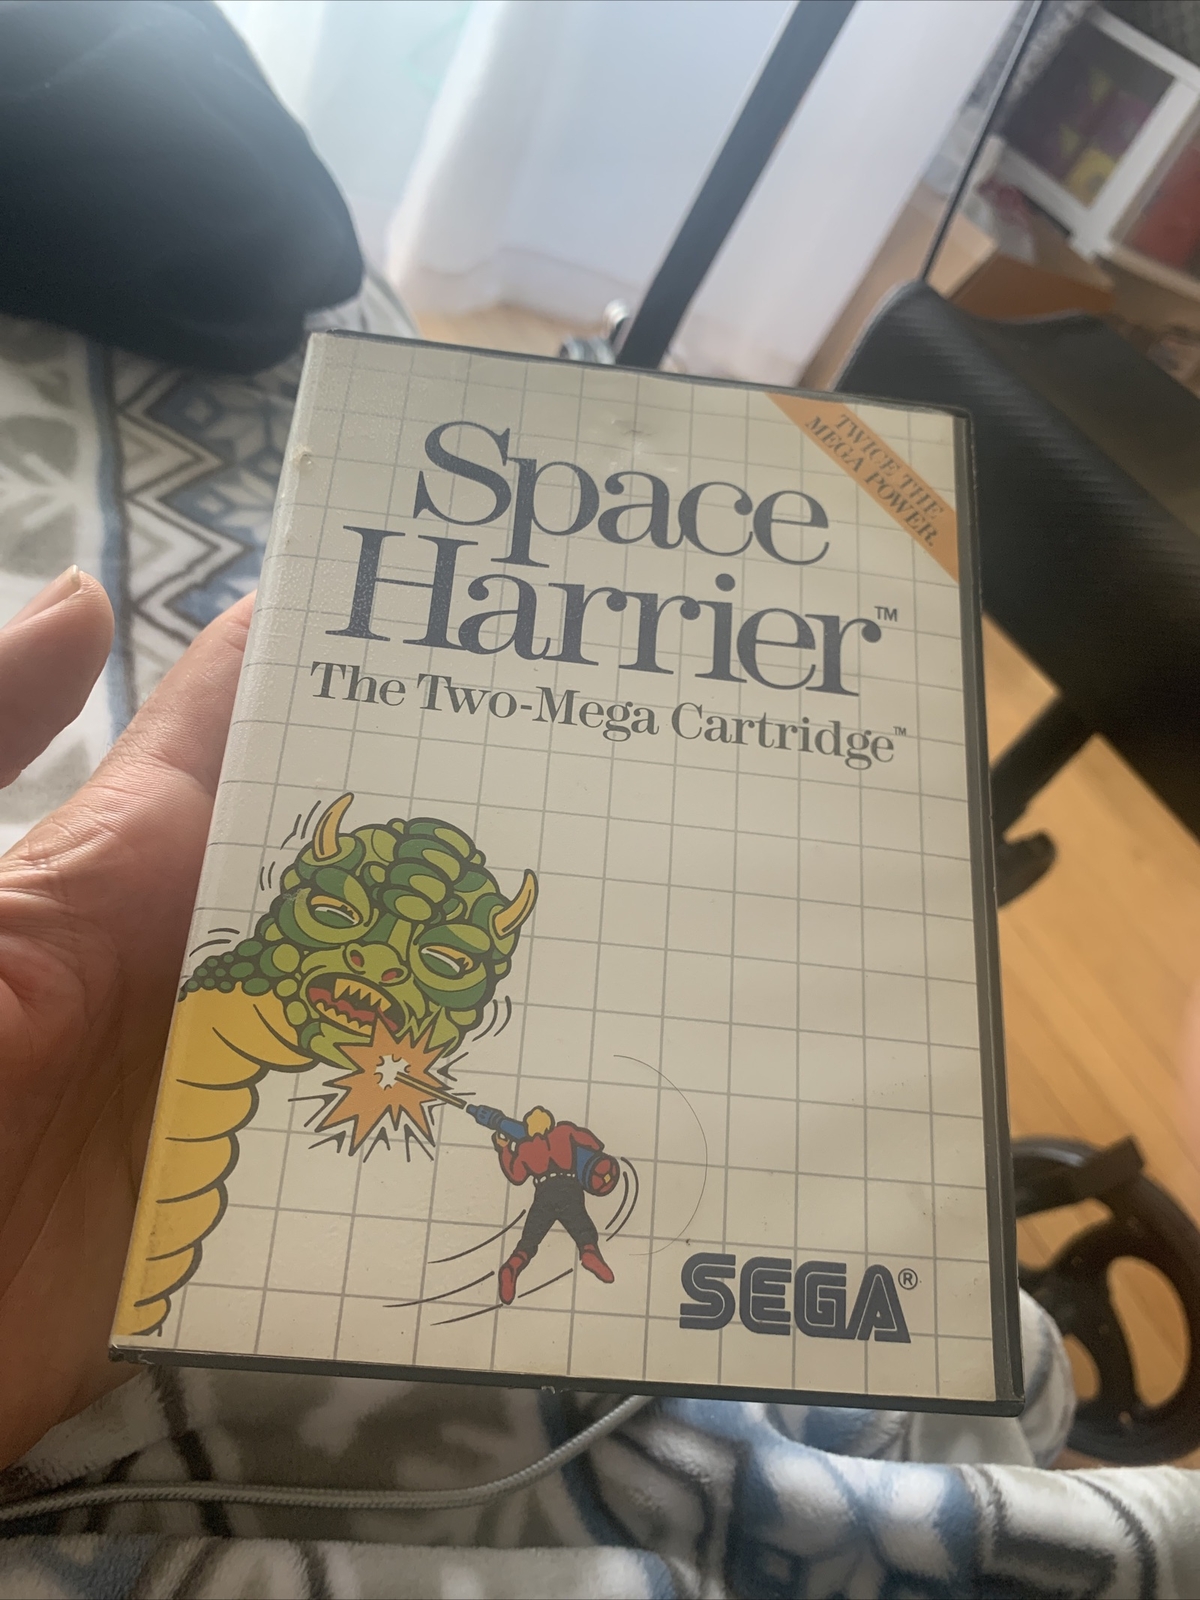 TWICE THE
MEGA POWER.
Space
Harrier™
The Two-Mega Cartridge™
SEGA®